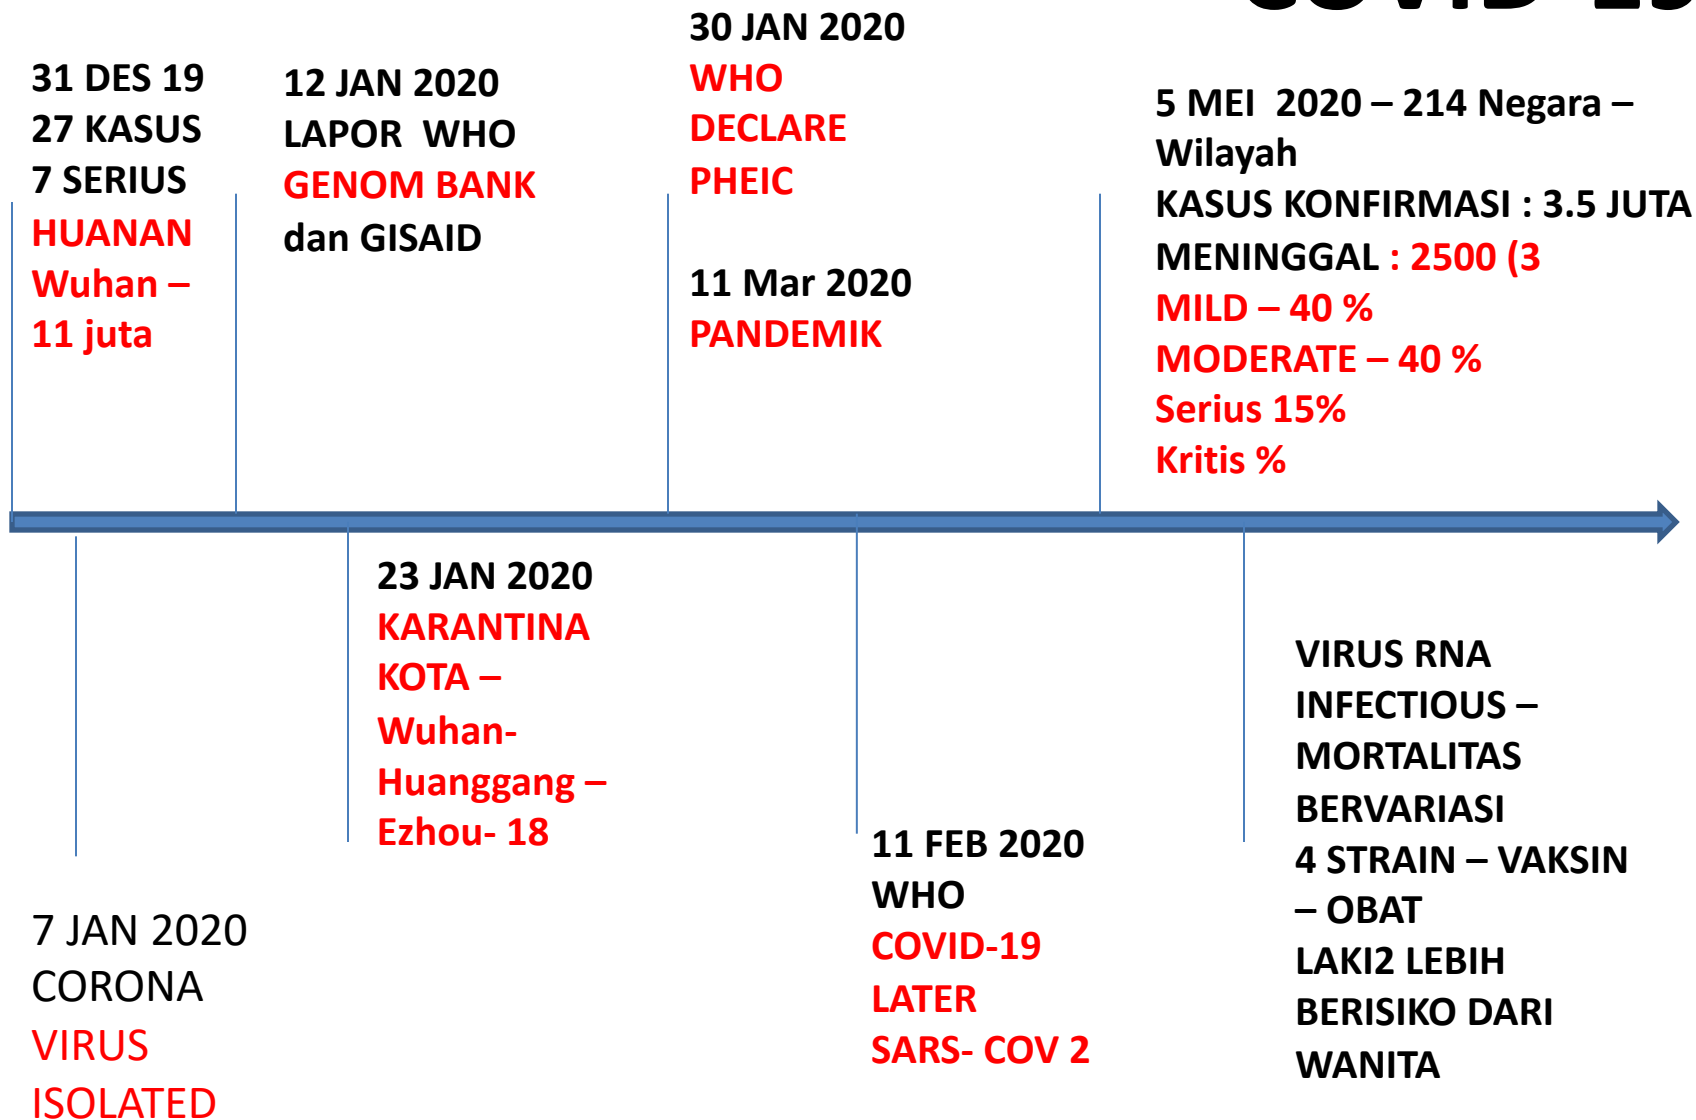 COVID-19
31 DES 19
27 KASUS
7 SERIUS
HUANAN
Wuhan –
11 juta
12 JAN 2020
LAPOR WHO
GENOM BANK
dan GISAID
30 JAN 2020
WHO
DECLARE
PHEIC
11 Mar 2020
PANDEMIK
5 MEI 2020 – 214 Negara –
Wilayah
KASUS KONFIRMASI : 3.5 JUTA
MENINGGAL : 2500 (3
MILD – 40 %
MODERATE – 40 %
Serius 15%
Kritis %
7 JAN 2020
CORONA
VIRUS
ISOLATED
23 JAN 2020
KARANTINA
KOTA –
Wuhan-
Huanggang –
Ezhou- 18
11 FEB 2020
WHO
COVID-19
LATER
SARS- COV 2
VIRUS RNA
INFECTIOUS –
MORTALITAS
BERVARIASI
4 STRAIN – VAKSIN
– OBAT
LAKI2 LEBIH
BERISIKO DARI
WANITA